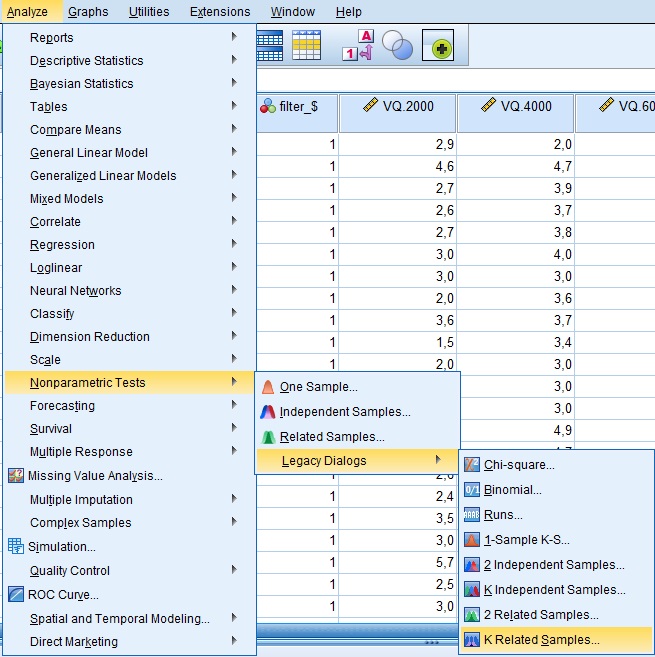 Analyze Graphs Utilities Extensions Window Help
Reports
Descriptive Statistics
Bayesian Statistics
Tables
Compare Means
General Linear Model
Generalized Linear Models
Mixed Models
Correlate
Regression
Loglinear
Neural Networks
Classify
Dimension Reduction
Scale
Nonparametric Tests
Forecasting
Survival
Multiple Response
Missing Value Analysis...
Multiple Imputation
Complex Samples
Simulation...
Quality Control
ROC Curve...
Spatial and Temporal Modeling...
Direct Marketing
One Sample...
Independent Samples...
Related Samples...
Legacy Dialogs
Chi-square...
Binomial...
Runs...
1-Sample K-S...
2 Independent Samples...
K Independent Samples...
2 Related Samples...
K Related Samples...
filter_$ VQ.2000 VQ.4000 VQ.60
1 2,9 2,0
1 4,6 4,7
1 2,7 3,9
1 2,6 3,7
1 2,7 3,8
1 3,0 4,0
1 3,0 3,0
1 2,0 3,6
1 3,6 3,7
1 1,5 3,4
1 2,0 3,0
3,0
3,0
4,9
1 2,4
1 3,5
1 3,0
1 5,7
1 2,5
1 3,0